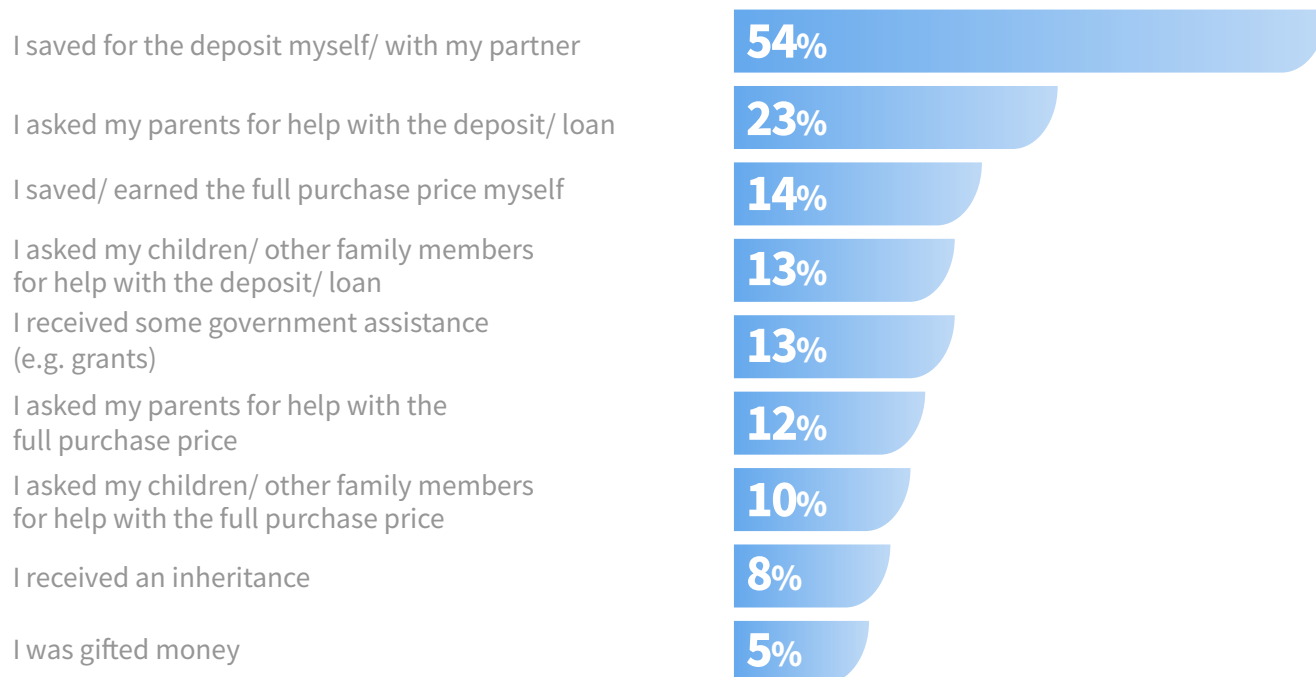 I saved for the deposit myself/ with my partner
54%
I asked my parents for help with the deposit/ loan
23%
I saved/ earned the full purchase price myself
14%
I asked my children/ other family members
for help with the deposit/ loan
13%
I received some government assistance
(e.g. grants)
13%
I asked my parents for help with the
full purchase price
12%
I asked my children/ other family members
for help with the full purchase price
10%
I received an inheritance
8%
I was gifted money
5%